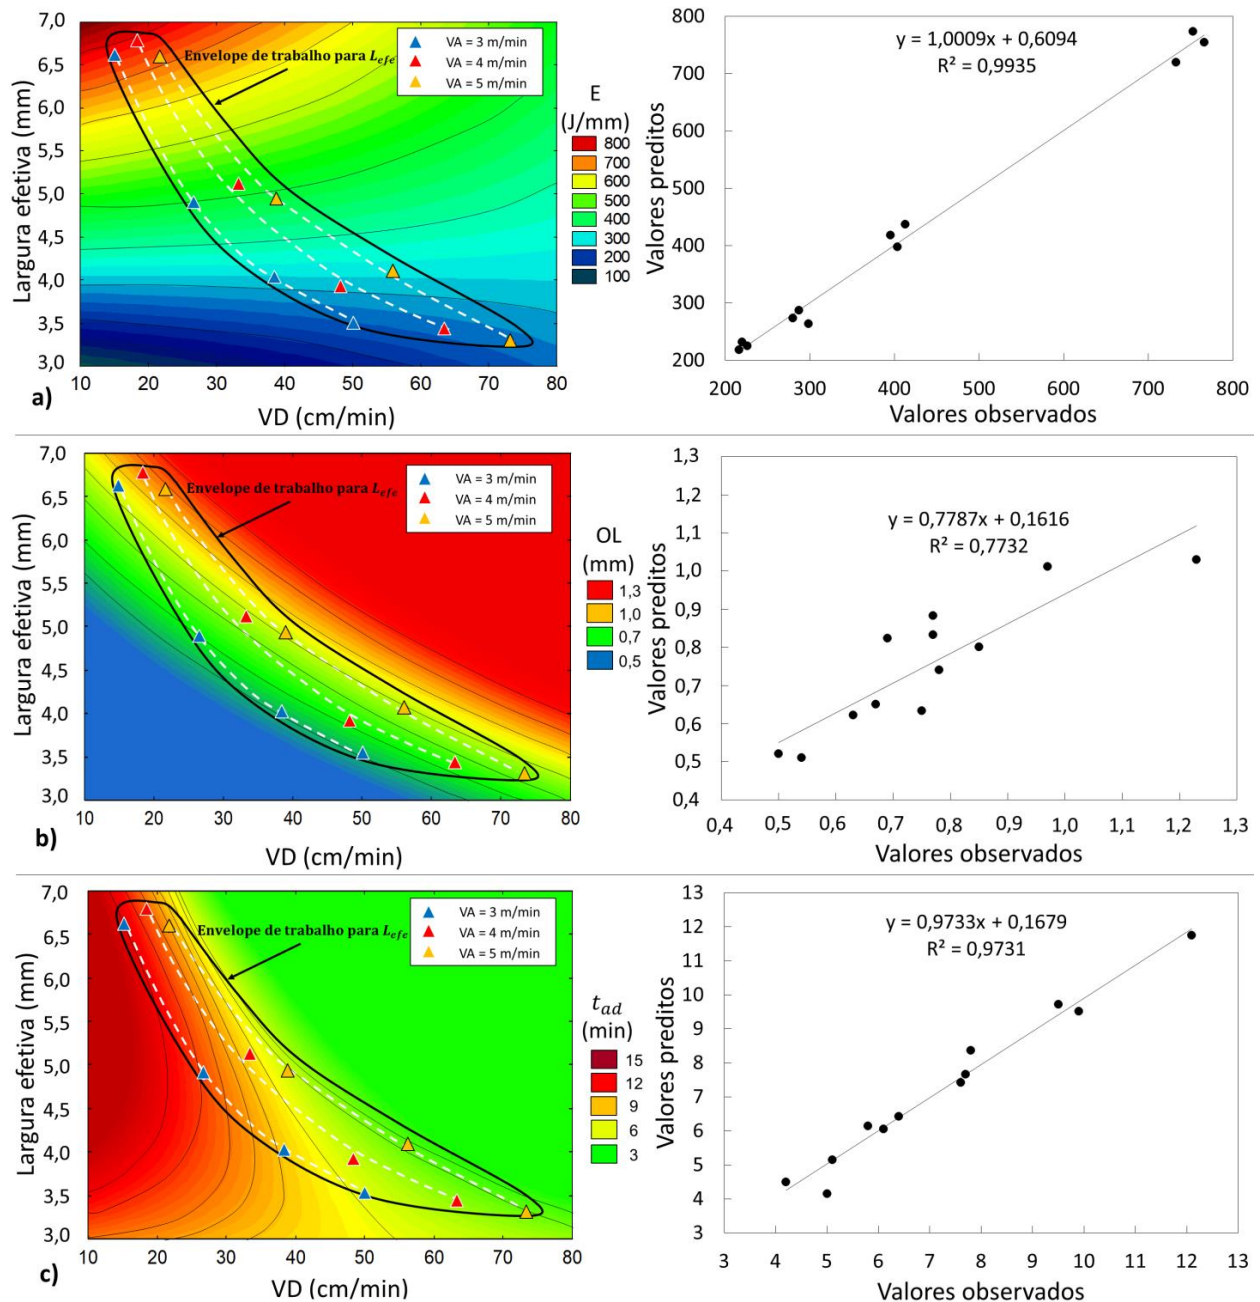 7,0
6,5
6,0
5,5
5,0
4,5
4,0
3,5
3,0
Largura efetiva (mm)
Envelope de trabalho para L_efe
VA = 3 m/min
VA = 4 m/min
VA = 5 m/min
E
(J/mm)
800
700
600
500
400
300
200
100
10 20 30 40 50 60 70 80
VD (cm/min)
a)
800
700
600
500
400
300
200
Valores preditos
y = 1,0009x + 0,6094
R² = 0,9935
200 300 400 500 600 700 800
Valores observados
7,0
6,5
6,0
5,5
5,0
4,5
4,0
3,5
3,0
Largura efetiva (mm)
Envelope de trabalho para L_efe
VA = 3 m/min
VA = 4 m/min
VA = 5 m/min
OL
(mm)
1,3
1,0
0,7
0,5
10 20 30 40 50 60 70 80
VD (cm/min)
b)
1,3
1,2
1,1
1,0
0,9
0,8
0,7
0,6
0,5
0,4
Valores preditos
y = 0,7787x + 0,1616
R² = 0,7732
0,4 0,5 0,6 0,7 0,8 0,9 1,0 1,1 1,2 1,3
Valores observados
7,0
6,5
6,0
5,5
5,0
4,5
4,0
3,5
3,0
Largura efetiva (mm)
Envelope de trabalho para L_efe
VA = 3 m/min
VA = 4 m/min
VA = 5 m/min
t_ad
(min)
15
12
9
6
3
10 20 30 40 50 60 70 80
VD (cm/min)
c)
13
12
11
10
9
8
7
6
5
4
3
Valores preditos
y = 0,9733x + 0,1679
R² = 0,9731
3 4 5 6 7 8 9 10 11 12 13
Valores observados